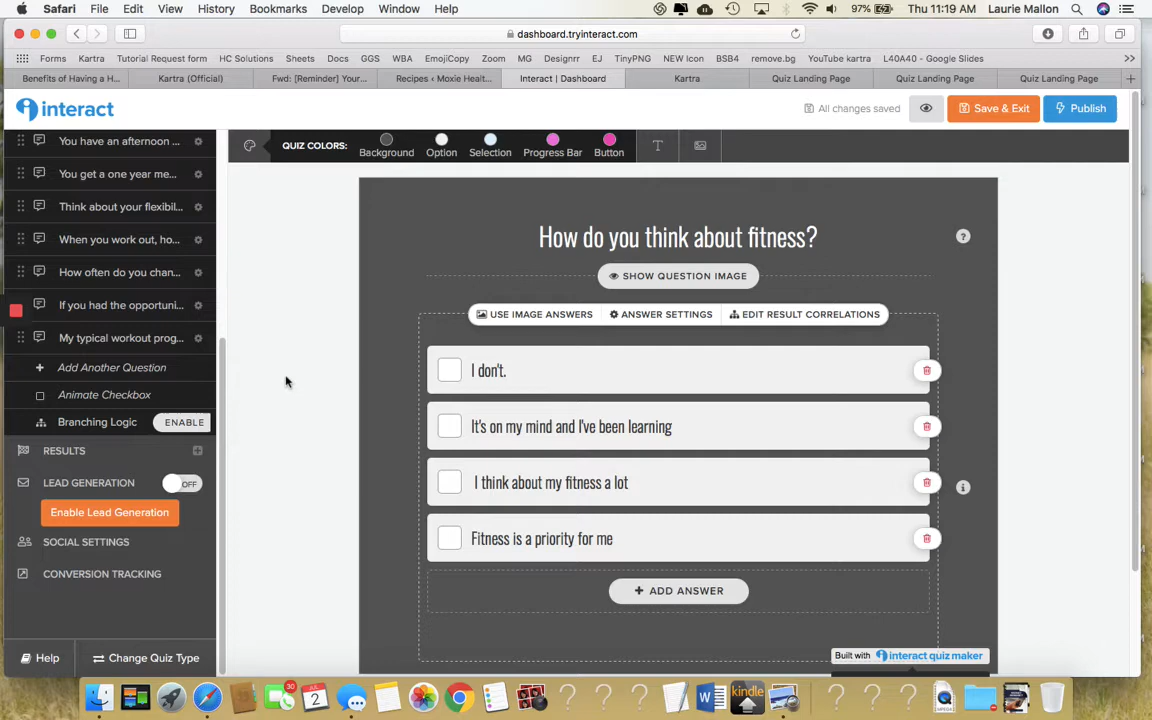 Safari File Edit View History Bookmarks Develop Window Help 97% Thu 11:19 AM Laurie Mallon
dashboard.tryinteract.com
Forms Kartra Tutorial Request form HC Solutions Sheets Docs GGS WBA EmojiCopy Zoom MG Designrr EJ TinyPNG NEW Icon BSB4 remove.bg YouTube kartra L40A40 - Google Slides
Benefits of Having a H... Kartra (Official) Fwd: [Reminder] Your... Recipes ‹ Moxie Healt... Interact | Dashboard Kartra Quiz Landing Page Quiz Landing Page Quiz Landing Page
interact All changes saved Save & Exit Publish
You have an afternoon ...
You get a one year me...
Think about your flexibil...
When you work out, ho...
How often do you chan...
If you had the opportuni...
My typical workout prog...
Add Another Question
Animate Checkbox
Branching Logic ENABLE
RESULTS
LEAD GENERATION OFF
Enable Lead Generation
SOCIAL SETTINGS
CONVERSION TRACKING
Help Change Quiz Type
QUIZ COLORS: Background Option Selection Progress Bar Button T
How do you think about fitness?
?
SHOW QUESTION IMAGE
USE IMAGE ANSWERS ANSWER SETTINGS EDIT RESULT CORRELATIONS
I don't.
It's on my mind and I've been learning
I think about my fitness a lot
Fitness is a priority for me
+ ADD ANSWER
Built with interact quiz maker
30
JUL
2
W
kindle